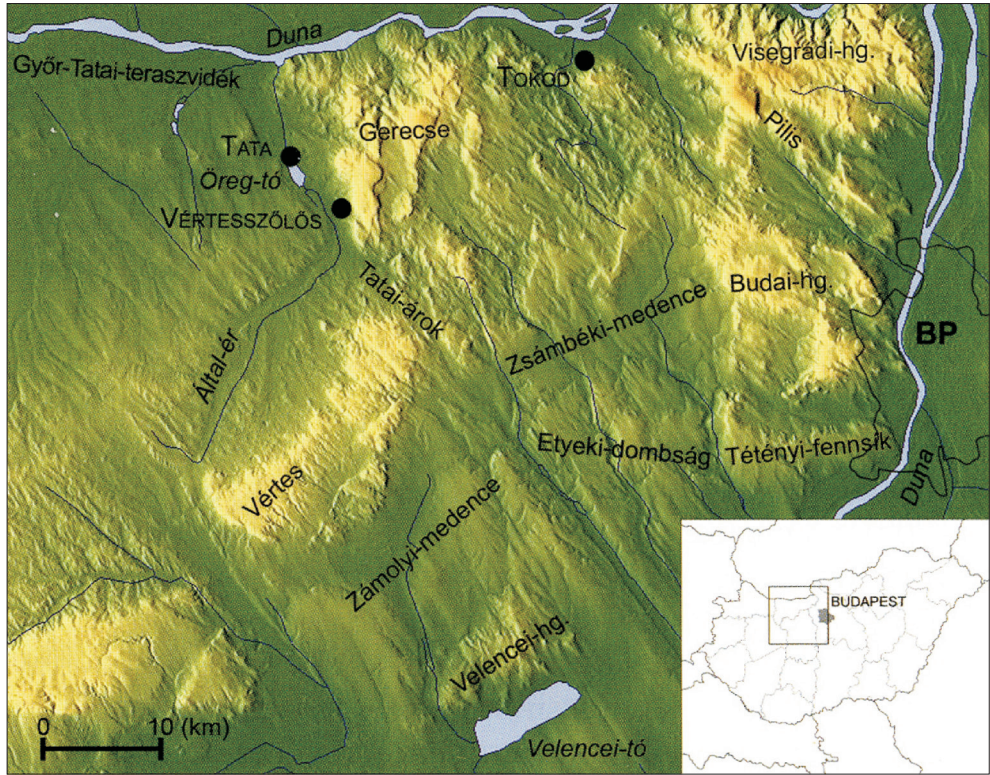 Duna
Visegrádi-hg.
Győr-Tatai-teraszvidék
TOKOD
Pilis
Gerecse
TATA
Öreg-tó
VÉRTESSZŐLŐS
Tatai-árok
Budai-hg.
Zsámbéki-medence
BP
Által-ér
Etyeki-dombság
Tétényi-fennsík
Duna
Vértes
Zámolyi-medence
BUDAPEST
Velencei-hg.
0 10 (km)
Velencei-tó